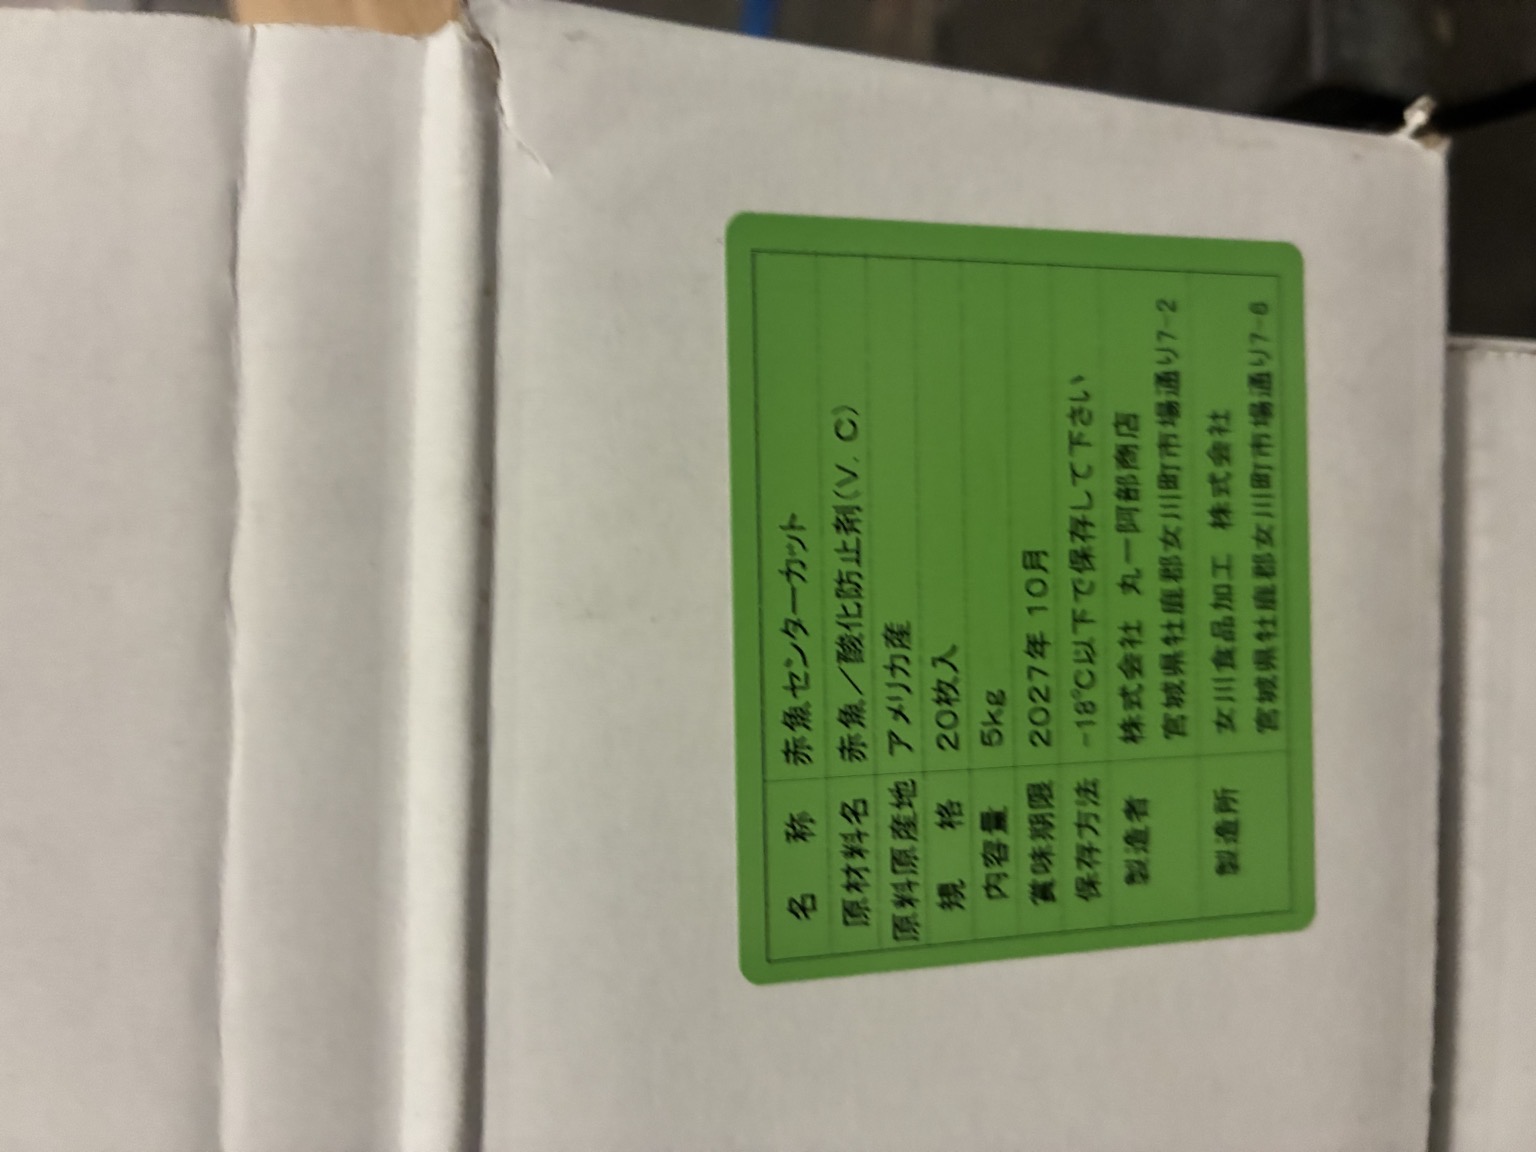 名 称 赤魚センターカット
原材料名 赤魚／酸化防止剤(V. C)
原料原産地 アメリカ産
規 格 20枚入
内容量 5kg
賞味期限 2027年 10月
保存方法 -18℃以下で保存して下さい
製造者 株式会社 丸一阿部商店
宮城県牡鹿郡女川町市場通り7-2
製造所 女川食品加工 株式会社
宮城県牡鹿郡女川町市場通り7-6